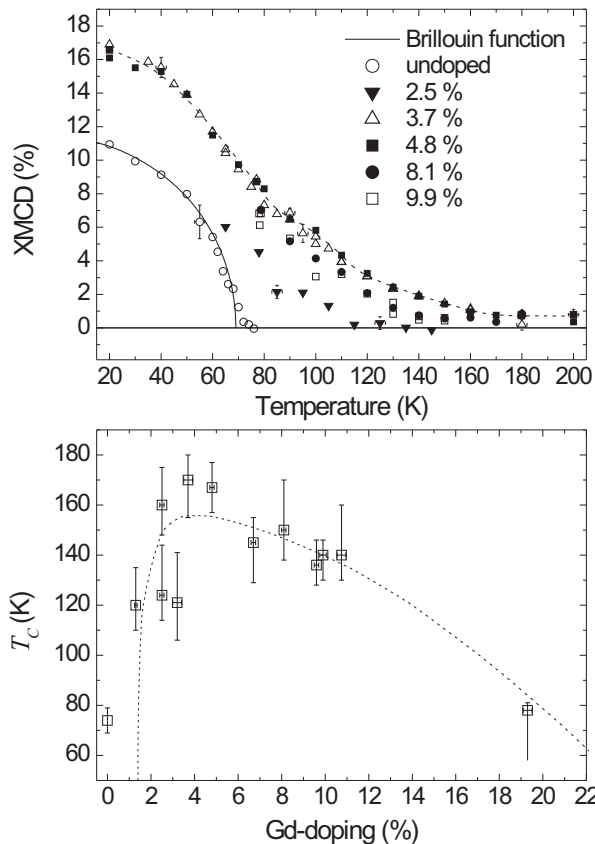 18
16
14
12
10
8
6
4
2
0
XMCD (%)
Brillouin function
undoped
2.5 %
3.7 %
4.8 %
8.1 %
9.9 %
20 40 60 80 100 120 140 160 180 200
Temperature (K)
180
160
140
120
100
80
60
T_C (K)
0 2 4 6 8 10 12 14 16 18 20 22
Gd-doping (%)